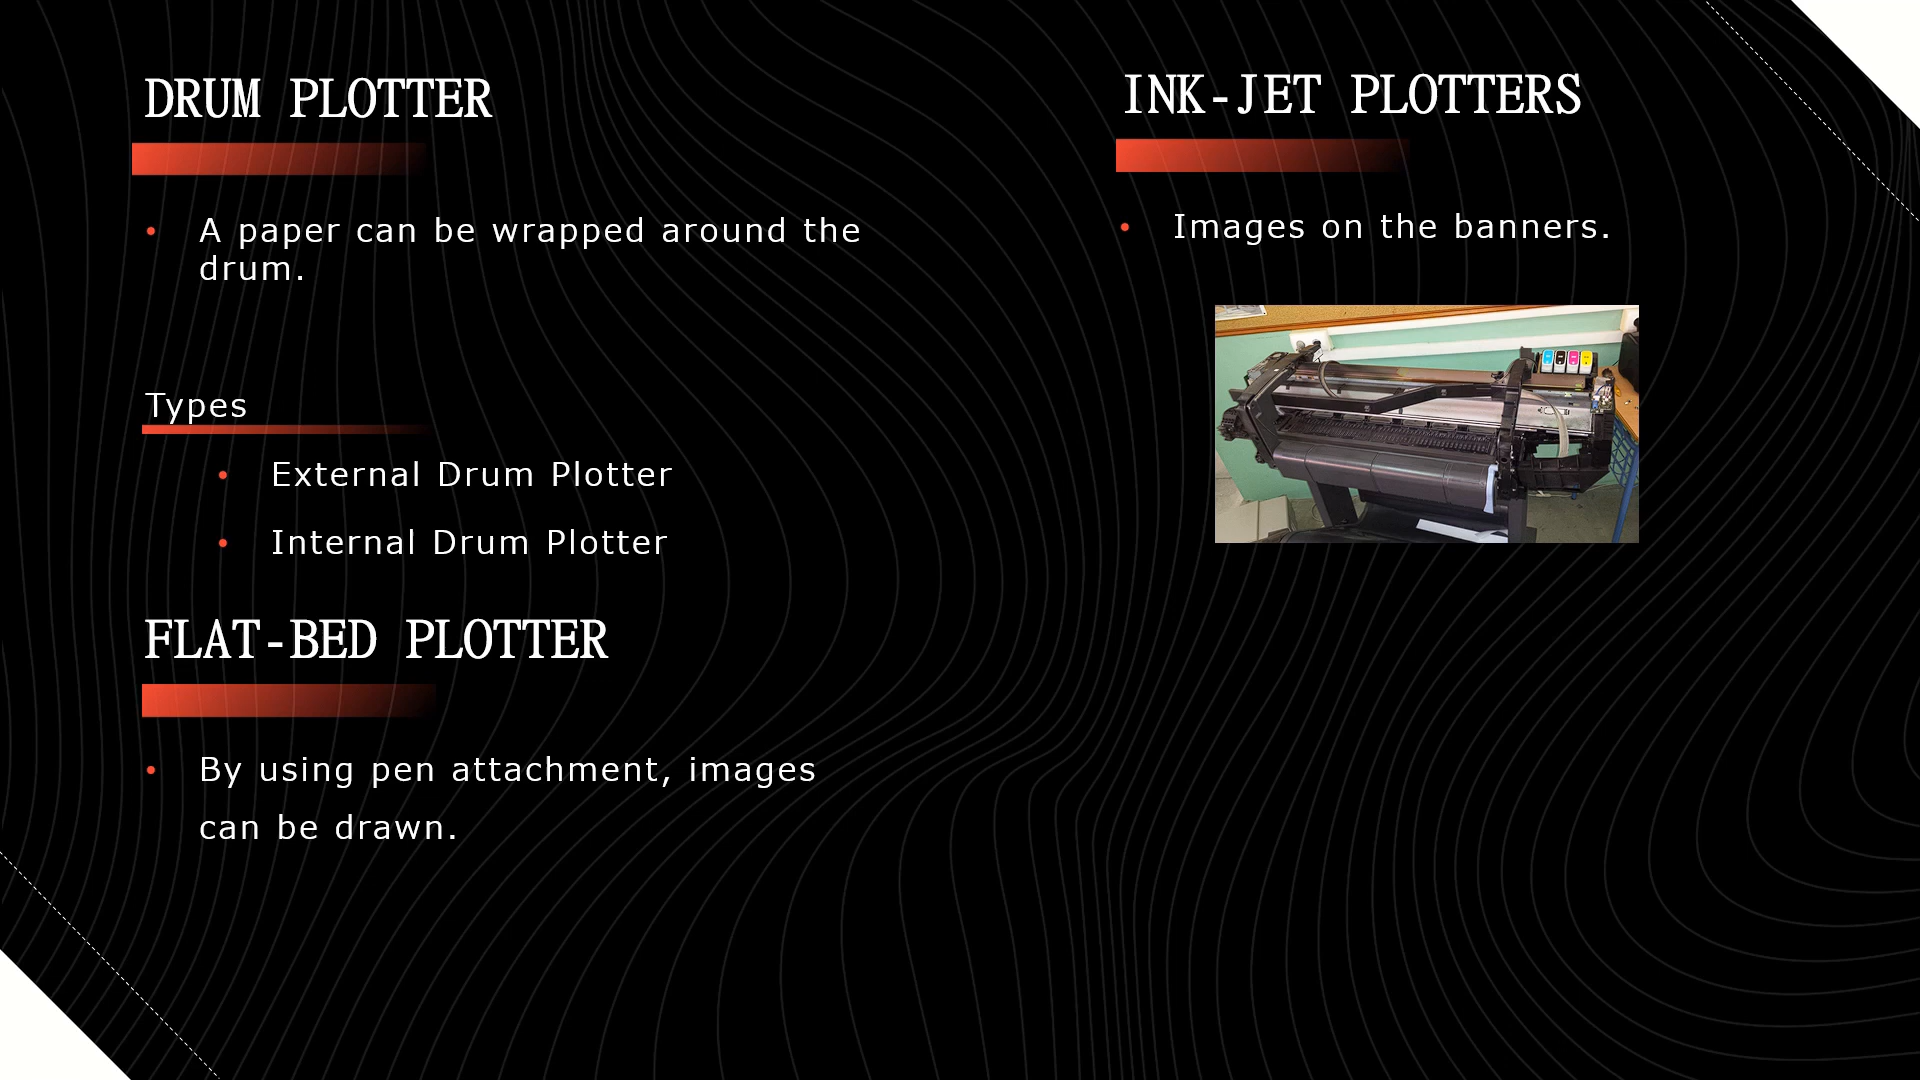 DRUM PLOTTER
A paper can be wrapped around the
drum.
Types
External Drum Plotter
Internal Drum Plotter
FLAT-BED PLOTTER
By using pen attachment, images
can be drawn.
INK-JET PLOTTERS
Images on the banners.